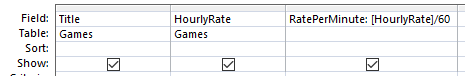 Field: Title HourlyRate RatePerMinute: [HourlyRate]/60
Table: Games Games
Sort:
Show: